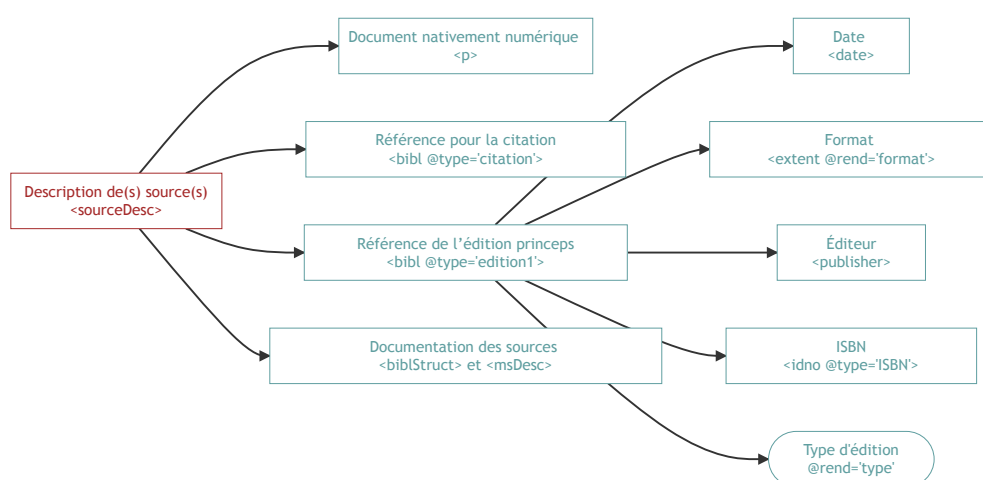 Document nativement numérique
<p>
Date
<date>
Référence pour la citation
<bibl @type='citation'>
Format
<extent @rend='format'>
Description de(s) source(s)
<sourceDesc>
Référence de l’édition princeps
<bibl @type='edition1'>
Éditeur
<publisher>
Documentation des sources
<biblStruct> et <msDesc>
ISBN
<idno @type='ISBN'>
Type d'édition
@rend='type'